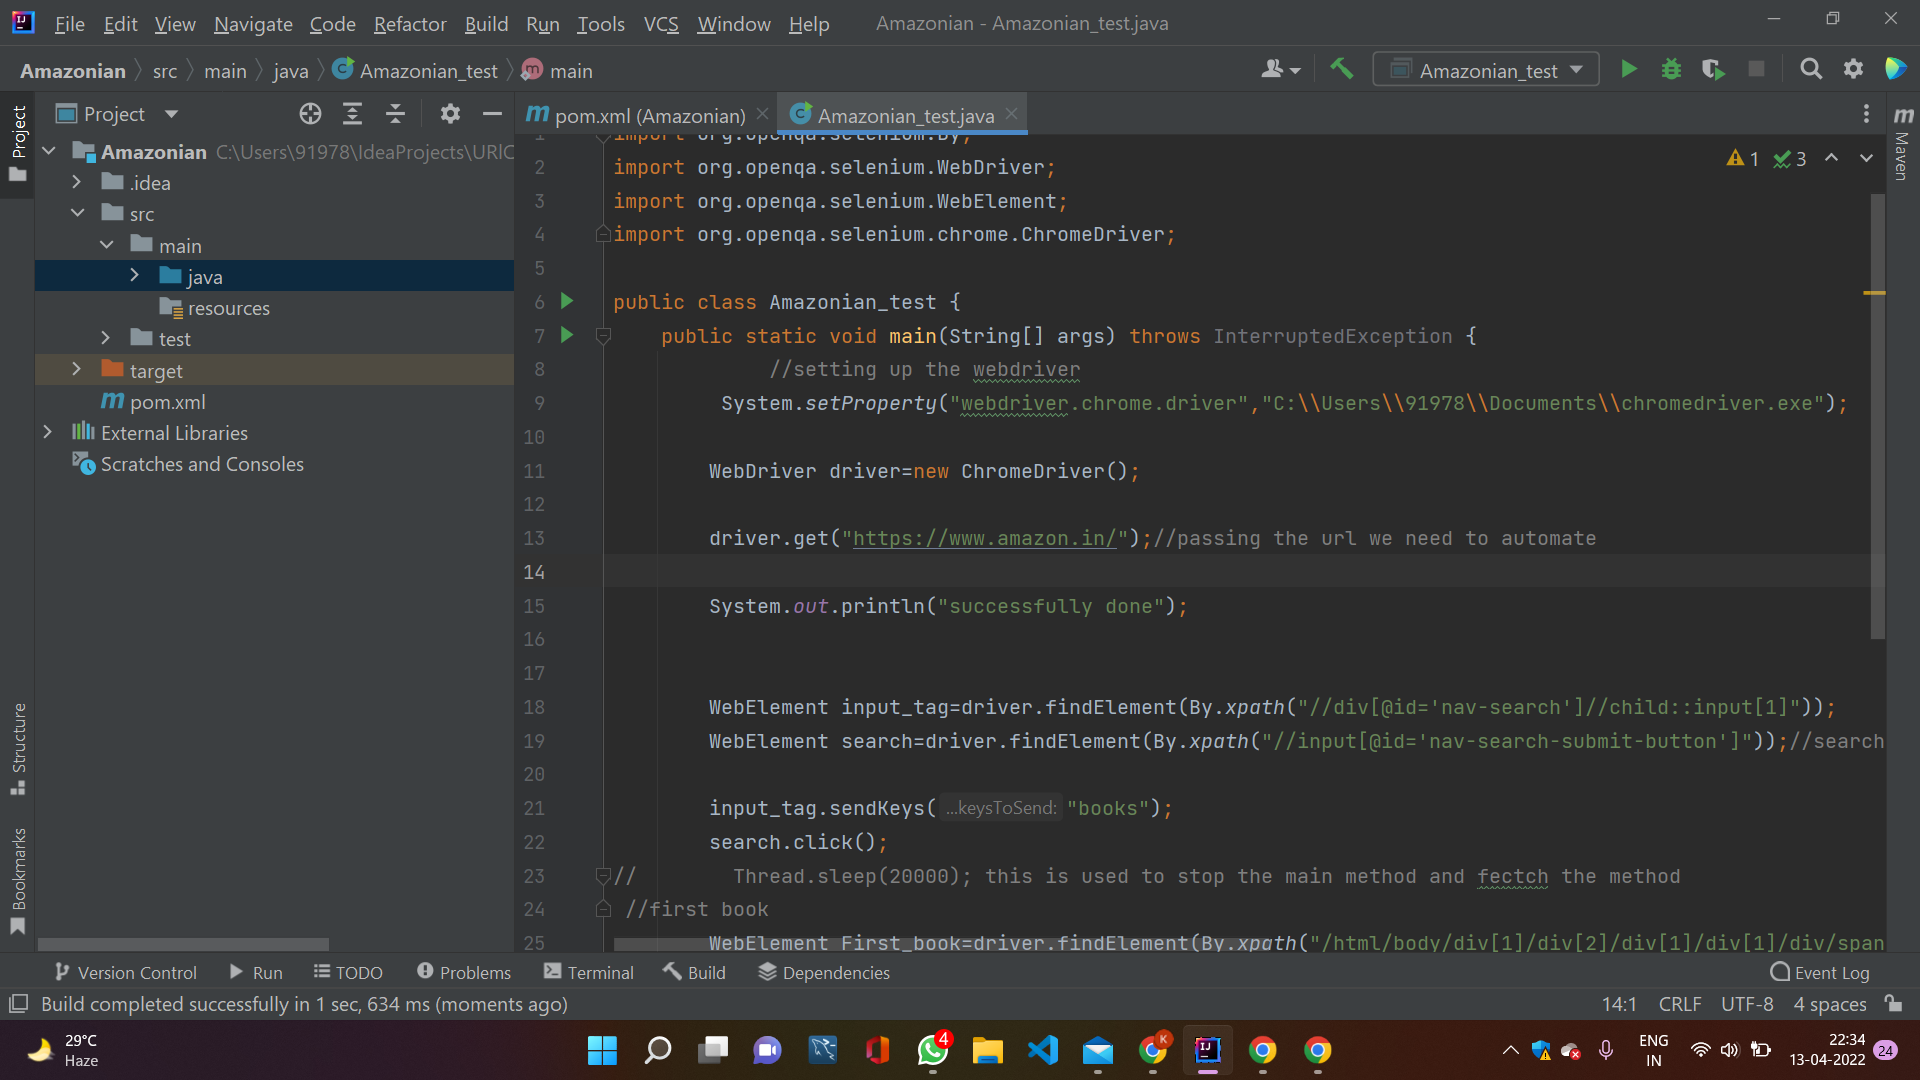 File Edit View Navigate Code Refactor Build Run Tools VCS Window Help Amazonian - Amazonian_test.java
Amazonian src main java Amazonian_test main Amazonian_test
Project
pom.xml (Amazonian) Amazonian_test.java
Project
Amazonian C:\Users\91978\IdeaProjects\URIC
.idea
src
main
java
resources
test
target
pom.xml
External Libraries
Scratches and Consoles
Structure
Bookmarks
Maven
1 3
1 import org.openqa.selenium.By;
2 import org.openqa.selenium.WebDriver;
3 import org.openqa.selenium.WebElement;
4 import org.openqa.selenium.chrome.ChromeDriver;
5
6 public class Amazonian_test {
7 public static void main(String[] args) throws InterruptedException {
8 //setting up the webdriver
9 System.setProperty("webdriver.chrome.driver","C:\\Users\\91978\\Documents\\chromedriver.exe");
10
11 WebDriver driver=new ChromeDriver();
12
13 driver.get("https://www.amazon.in/");//passing the url we need to automate
14
15 System.out.println("successfully done");
16
17
18 WebElement input_tag=driver.findElement(By.xpath("//div[@id='nav-search']//child::input[1]"));
19 WebElement search=driver.findElement(By.xpath("//input[@id='nav-search-submit-button']"));//search
20
21 input_tag.sendKeys( ...keysToSend: "books");
22 search.click();
23 // Thread.sleep(20000); this is used to stop the main method and fectch the method
24 //first book
25 WebElement First_book=driver.findElement(By.xpath("/html/body/div[1]/div[2]/div[1]/div[1]/div/span
Version Control Run TODO Problems Terminal Build Dependencies Event Log
Build completed successfully in 1 sec, 634 ms (moments ago) 14:1 CRLF UTF-8 4 spaces
29°C
Haze
4
K
IJ
ENG
IN
22:34
13-04-2022
24